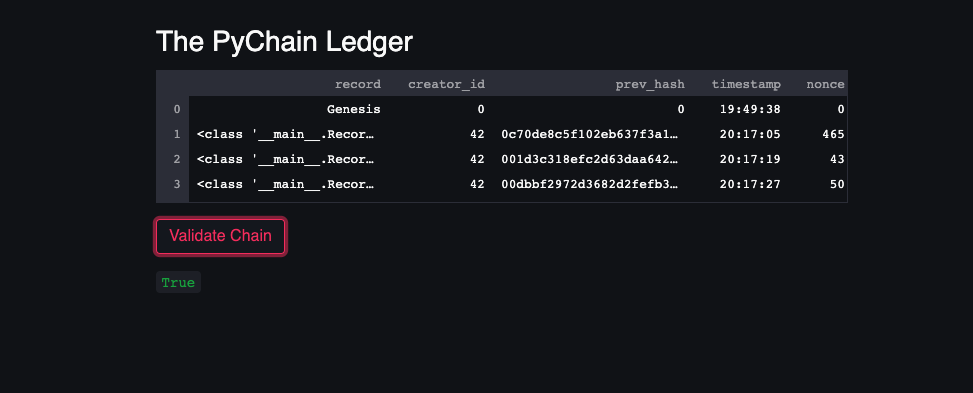 The PyChain Ledger
record creator_id prev_hash timestamp nonce
0 Genesis 0 0 19:49:38 0
1 <class '__main__.Recor… 42 0c70de8c5f102eb637f3a1… 20:17:05 465
2 <class '__main__.Recor… 42 001d3c318efc2d63daa642… 20:17:19 43
3 <class '__main__.Recor… 42 00dbbf2972d3682d2fefb3… 20:17:27 50
Validate Chain
True